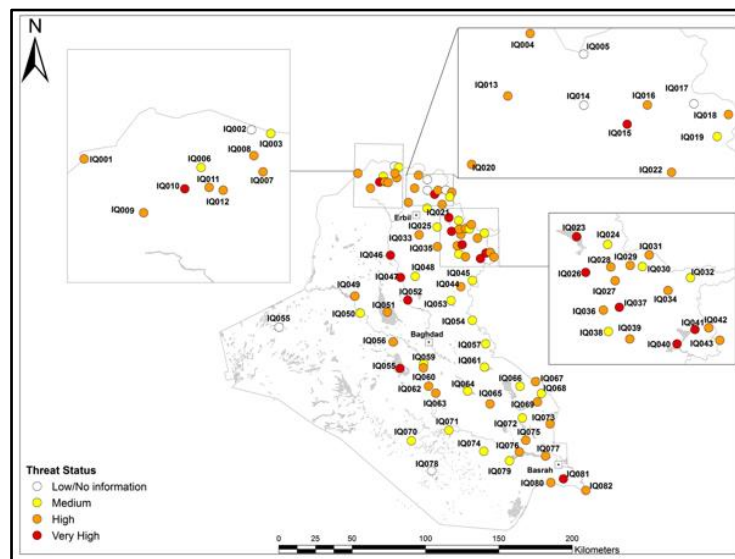 N
IQ001
IQ002
IQ003
IQ006
IQ008
IQ007
IQ010
IQ011
IQ012
IQ009
IQ004
IQ005
IQ013
IQ014
IQ016
IQ017
IQ018
IQ015
IQ019
IQ020
IQ022
IQ023
IQ024
IQ031
IQ028
IQ029
IQ030
IQ026
IQ032
IQ027
IQ034
IQ036
IQ037
IQ041
IQ042
IQ038
IQ039
IQ040
IQ043
Erbil
IQ021
IQ025
IQ033
IQ035
IQ046
IQ045
IQ047
IQ048
IQ044
IQ049
IQ052
IQ053
IQ050
IQ051
IQ055
IQ054
Baghdad
IQ056
IQ057
IQ059
IQ055
IQ060
IQ061
IQ062
IQ063
IQ064
IQ065
IQ066
IQ067
IQ068
IQ069
IQ070
IQ071
IQ072
IQ073
IQ074
IQ075
IQ076
IQ077
IQ078
IQ079
Basrah
IQ080
IQ081
IQ082
Threat Status
Low/No information
Medium
High
Very High
0 25 50 100 150 200
Kilometers